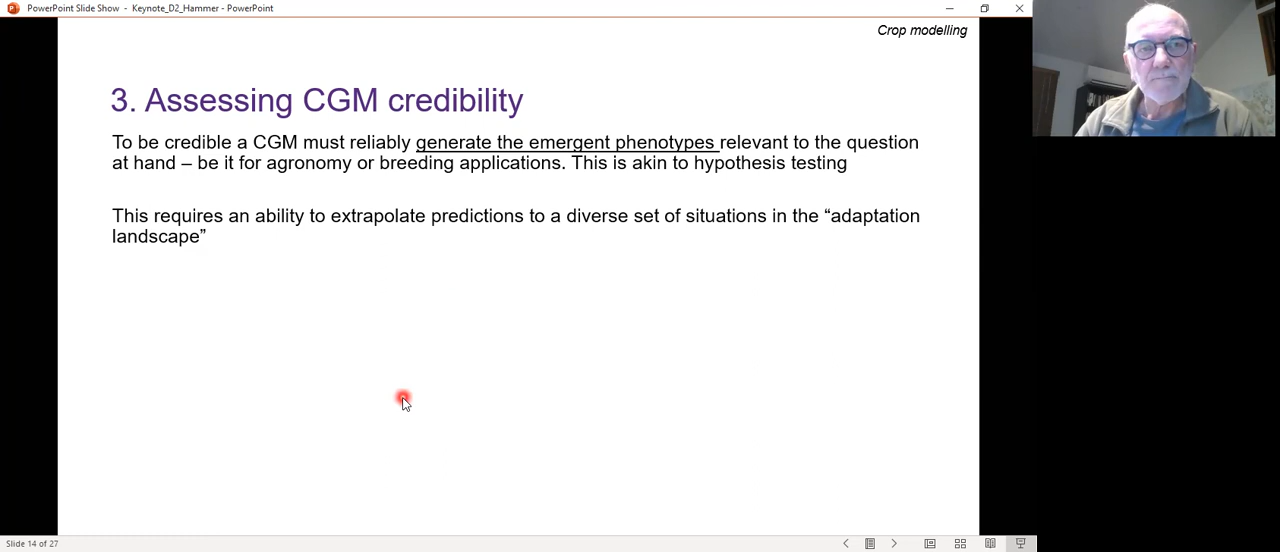 PowerPoint Slide Show - Keynote_D2_Hammer - PowerPoint
Crop modelling
3. Assessing CGM credibility
To be credible a CGM must reliably generate the emergent phenotypes relevant to the question
at hand – be it for agronomy or breeding applications. This is akin to hypothesis testing
This requires an ability to extrapolate predictions to a diverse set of situations in the “adaptation
landscape”
Slide 14 of 27